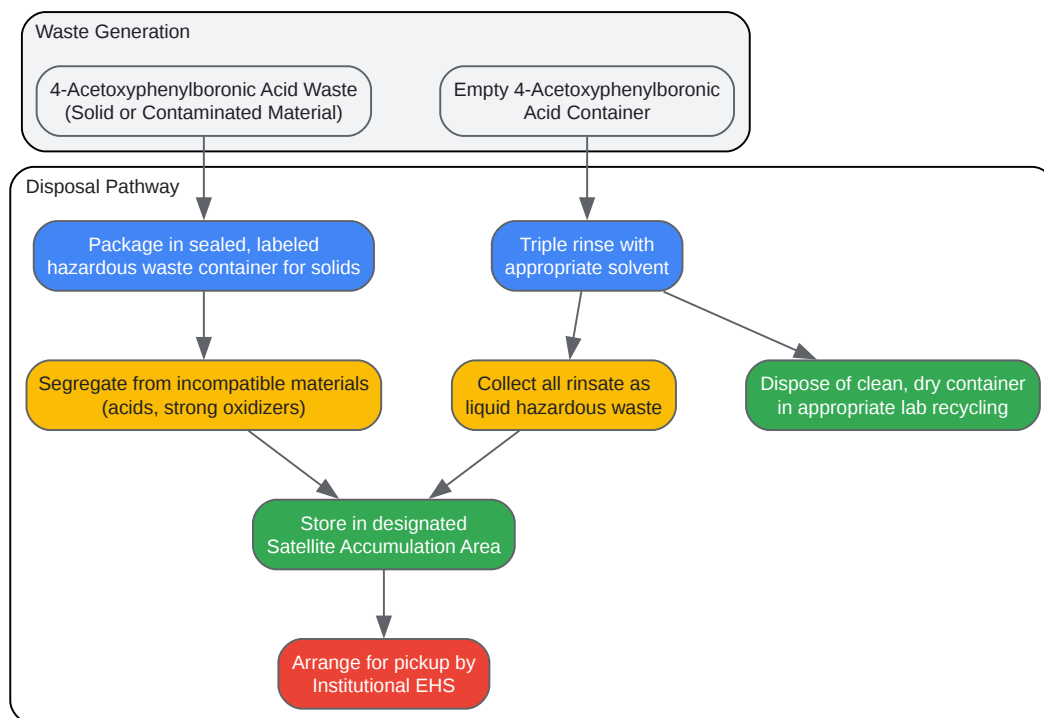 Waste Generation
4-Acetoxyphenylboronic Acid Waste
(Solid or Contaminated Material)
Empty 4-Acetoxyphenylboronic
Acid Container
Disposal Pathway
Package in sealed, labeled
hazardous waste container for solids
Triple rinse with
appropriate solvent
Segregate from incompatible materials
(acids, strong oxidizers)
Collect all rinsate as
liquid hazardous waste
Dispose of clean, dry container
in appropriate lab recycling
Store in designated
Satellite Accumulation Area
Arrange for pickup by
Institutional EHS